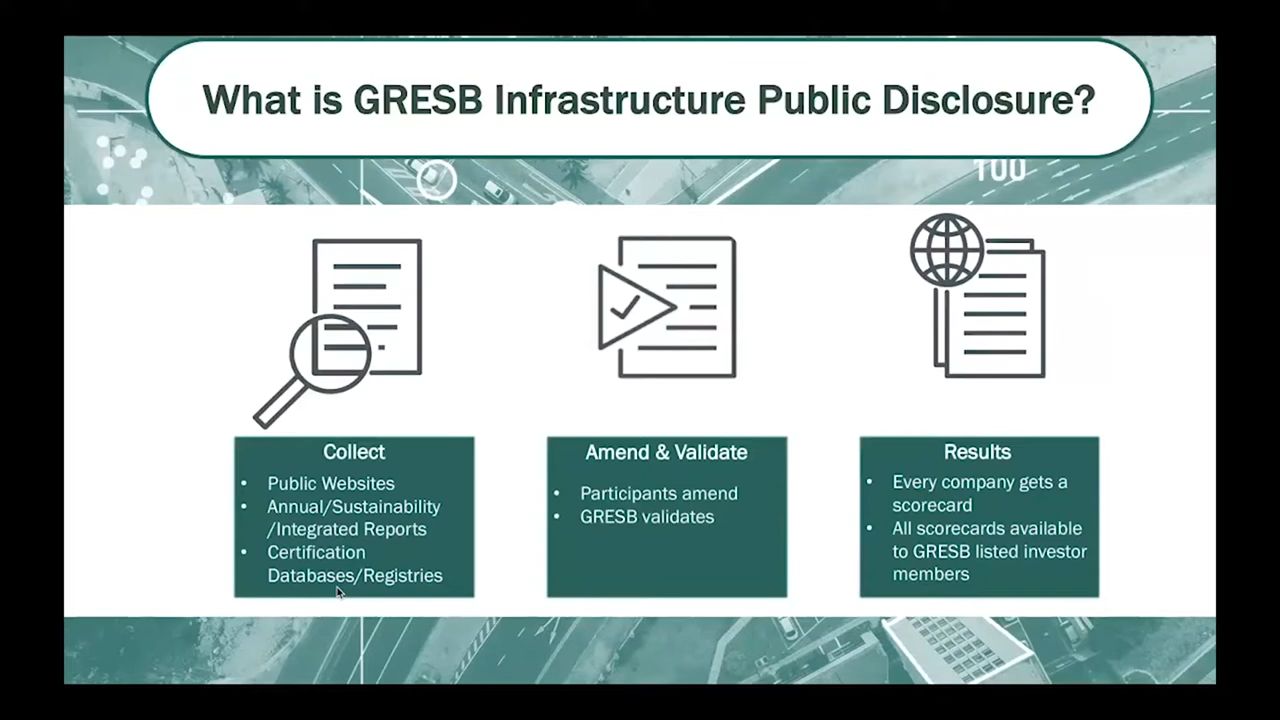 What is GRESB Infrastructure Public Disclosure?
100
Collect
• Public Websites
• Annual/Sustainability
/Integrated Reports
• Certification
Databases/Registries
Amend & Validate
• Participants amend
• GRESB validates
Results
• Every company gets a
scorecard
• All scorecards available
to GRESB listed investor
members